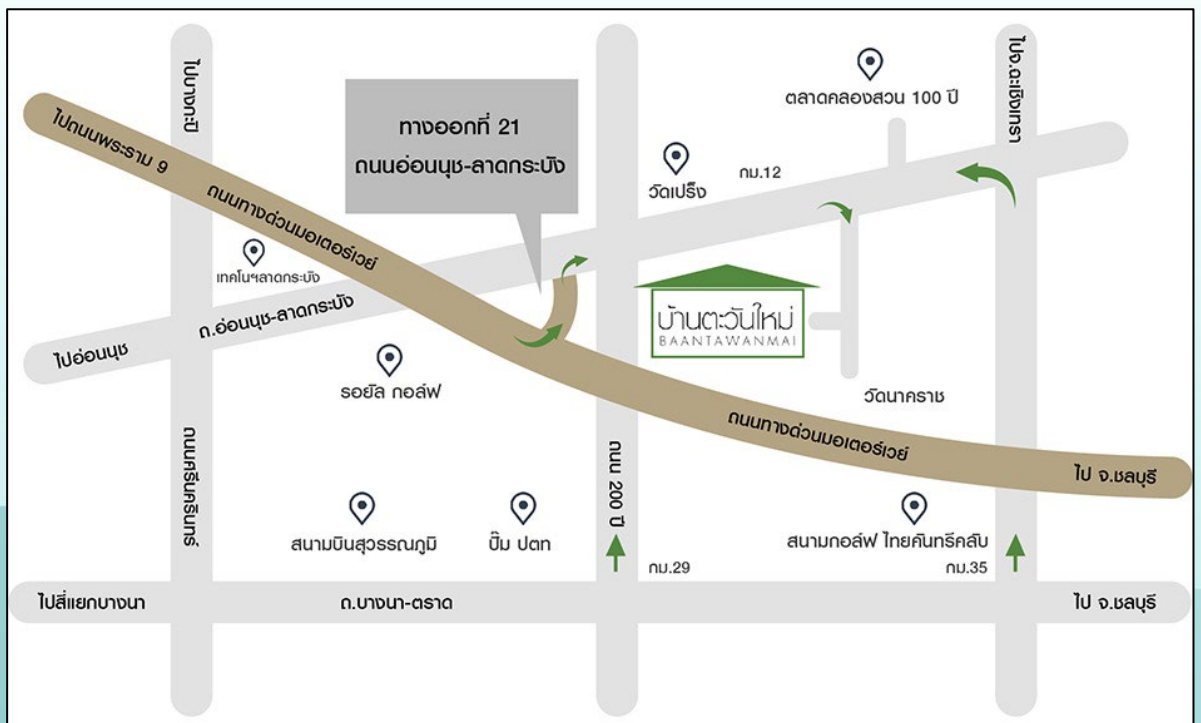 ไปบางกะปิ
ไปจ.ฉะเชิงเทรา
ตลาดคลองสวน 100 ปี
ไปถนนพระราม 9
ทางออกที่ 21
ถนนอ่อนนุช-ลาดกระบัง
วัดเปร็ง
กม.12
ถนนทางด่วนมอเตอร์เวย์
เทคโนฯลาดกระบัง
ถ.อ่อนนุช-ลาดกระบัง
ไปอ่อนนุช
บ้านตะวันใหม่
BAANTAWANMAI
รอยัล กอล์ฟ
วัดนาคราช
ถนนทางด่วนมอเตอร์เวย์
ไป จ.ชลบุรี
ถนนศรีนครินทร์
ถนน 200 ปี
สนามบินสุวรรณภูมิ
ปั๊ม ปตท
สนามกอล์ฟ ไทยคันทรีคลับ
กม.29
กม.35
ไปสี่แยกบางนา
ถ.บางนา-ตราด
ไป จ.ชลบุรี